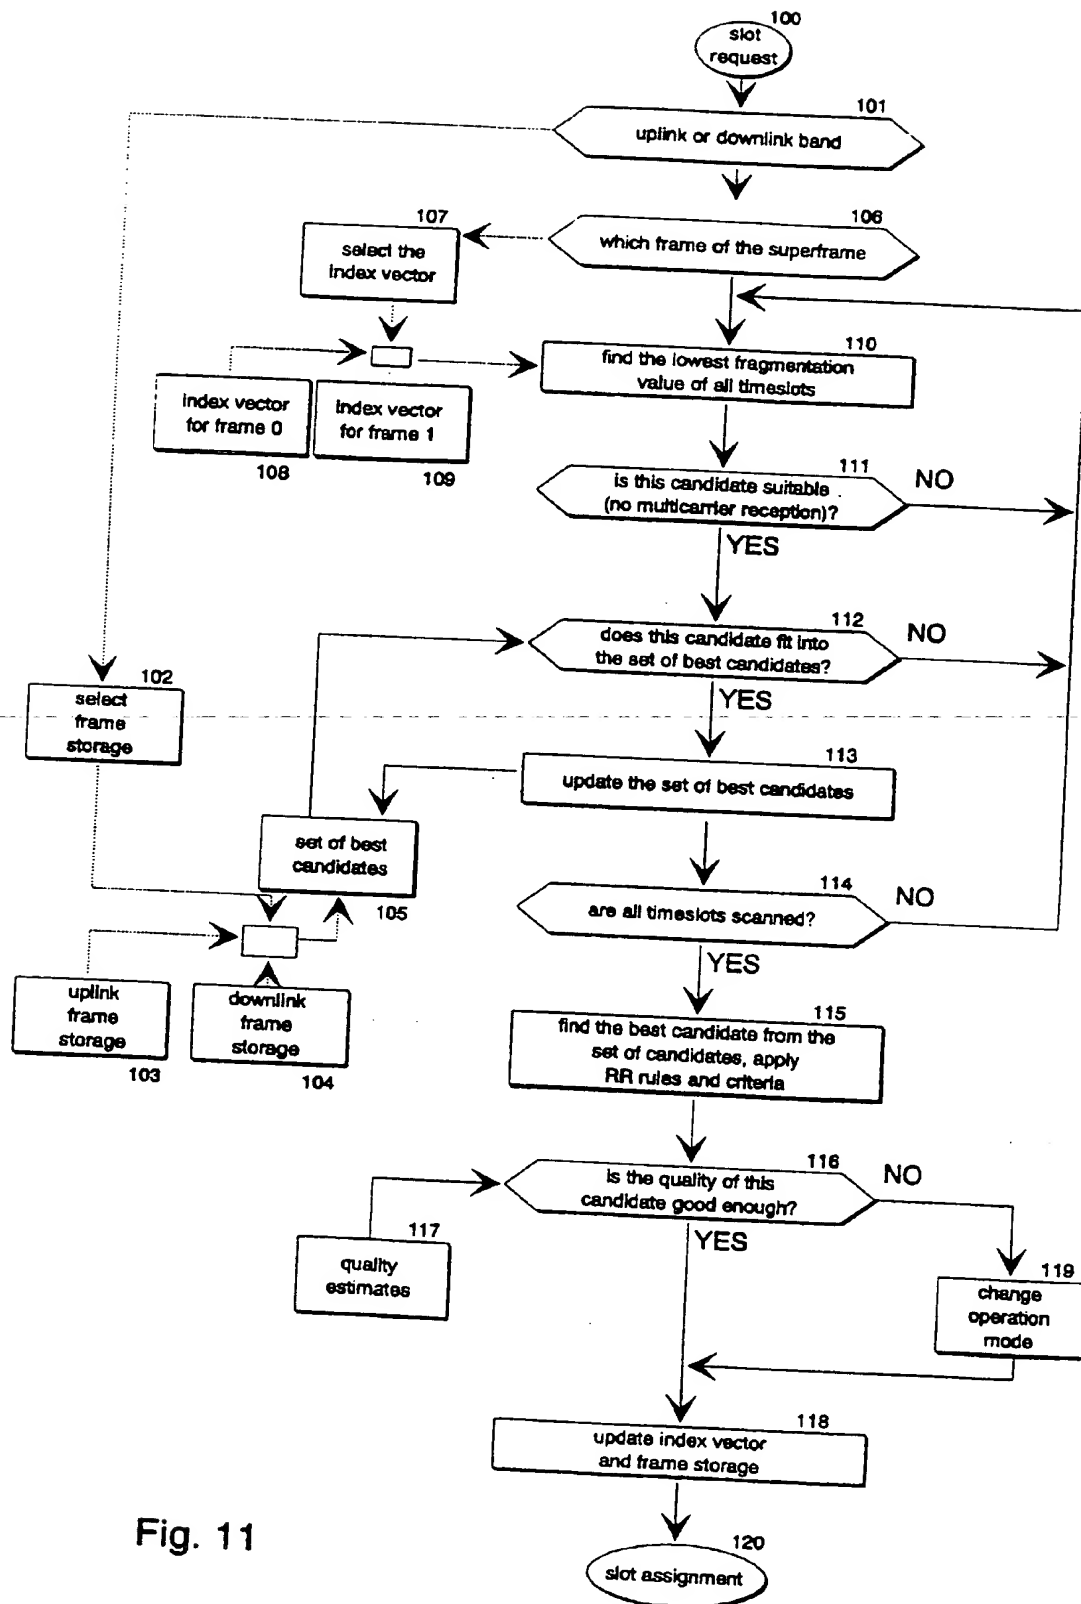 100
slot
request
101
uplink or downlink band
106
which frame of the superframe
107
select the
index vector
110
find the lowest fragmentation
value of all timeslots
index vector
for frame 0
108
index vector
for frame 1
109
111
is this candidate suitable
(no multicarrier reception)?
NO
YES
112
does this candidate fit into
the set of best candidates?
NO
YES
102
select
frame
storage
113
update the set of best candidates
set of best
candidates
105
114
are all timeslots scanned?
NO
YES
uplink
frame
storage
103
downlink
frame
storage
104
115
find the best candidate from the
set of candidates, apply
RR rules and criteria
116
is the quality of this
candidate good enough?
NO
YES
117
quality
estimates
119
change
operation
mode
118
update index vector
and frame storage
120
slot assignment
Fig. 11